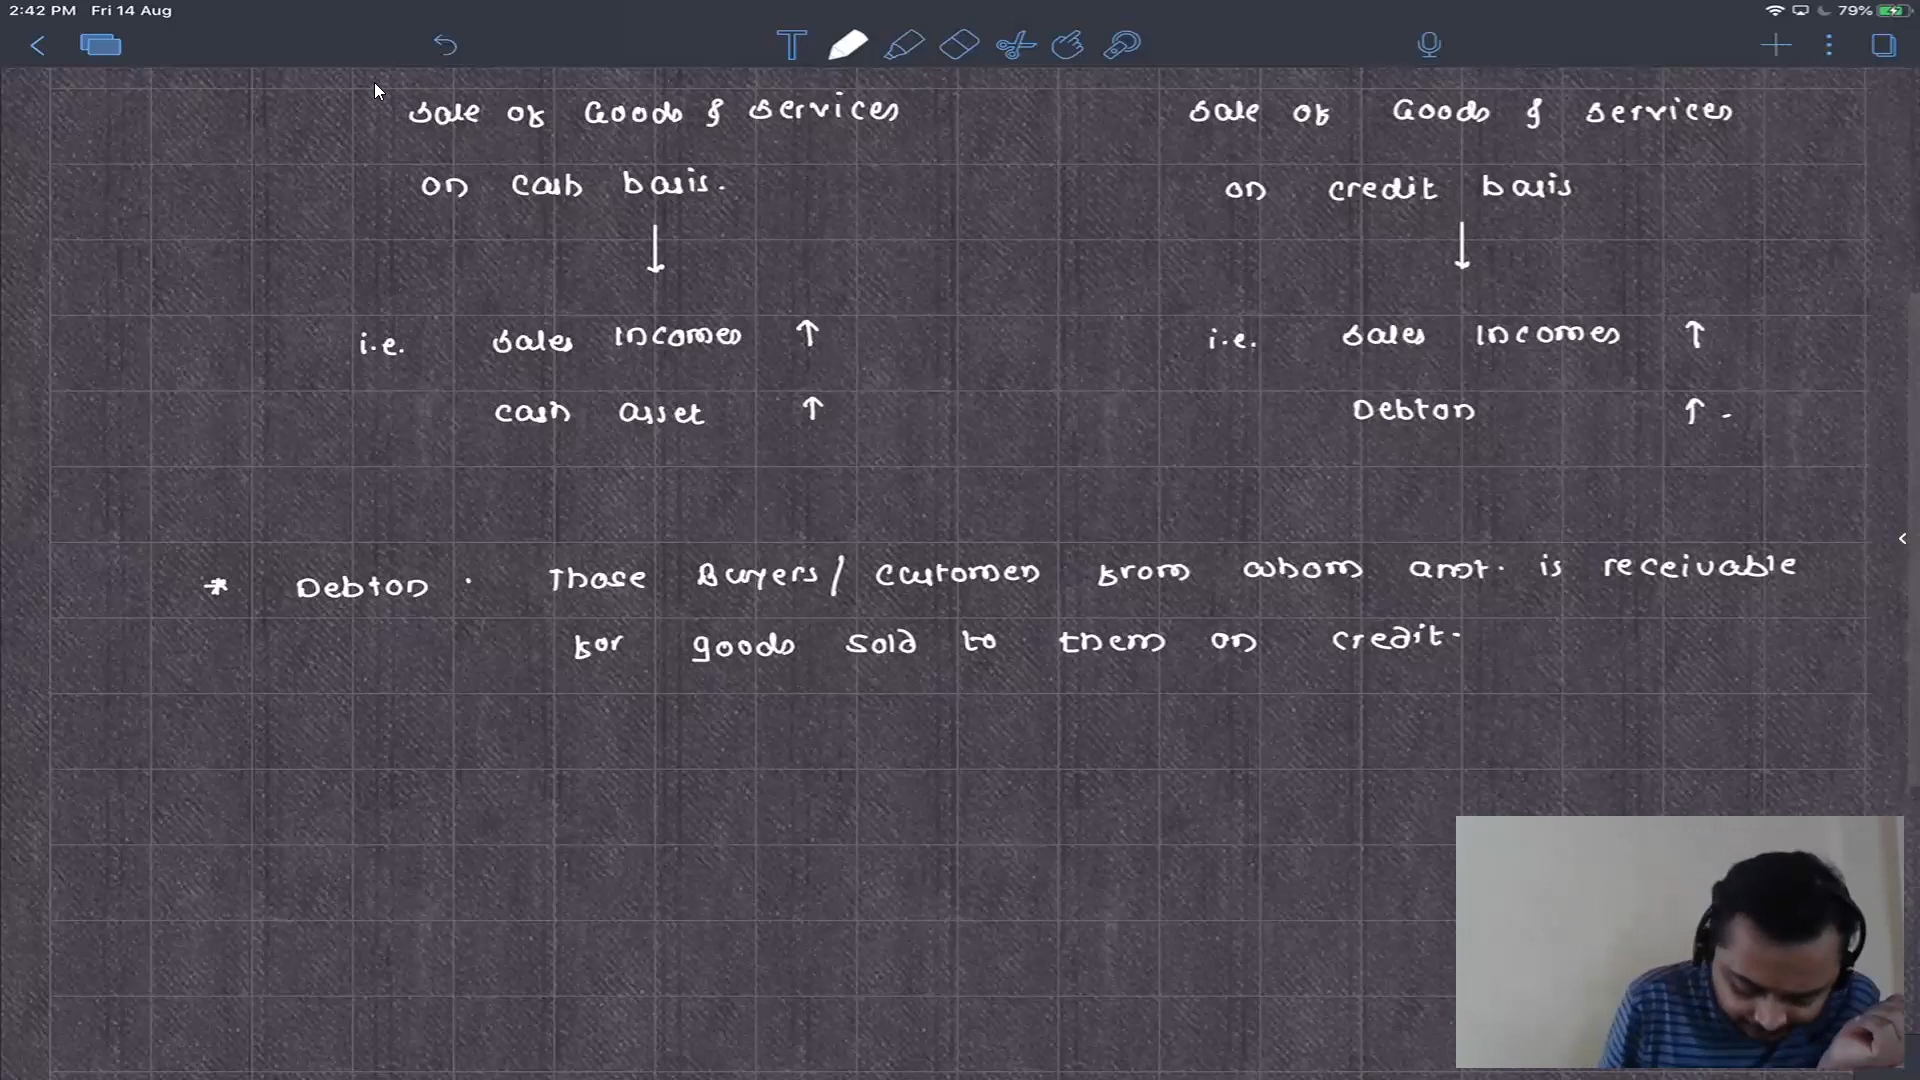 2:42 PM Fri 14 Aug 79%
Sale of Goods & services
on cash basis.
i.e. Sales Incomes ↑
cash asset ↑
Sale of Goods & services
on credit basis
i.e. Sales Incomes ↑
Debtors ↑ -
* Debtors . Those Buyers/ customers from whom amt. is receivable
for goods sold to them on credit.